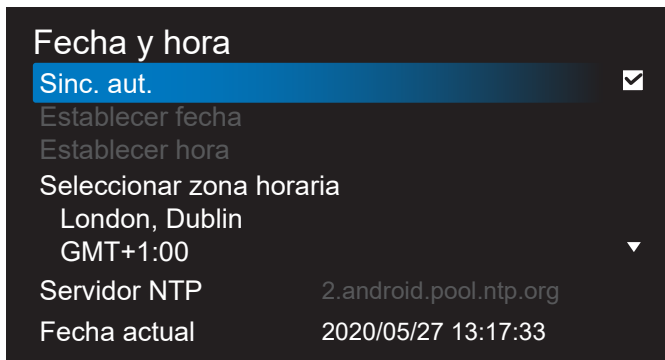 Fecha y hora
Sinc. aut.
Establecer fecha
Establecer hora
Seleccionar zona horaria
London, Dublin
GMT+1:00
Servidor NTP 2.android.pool.ntp.org
Fecha actual 2020/05/27 13:17:33